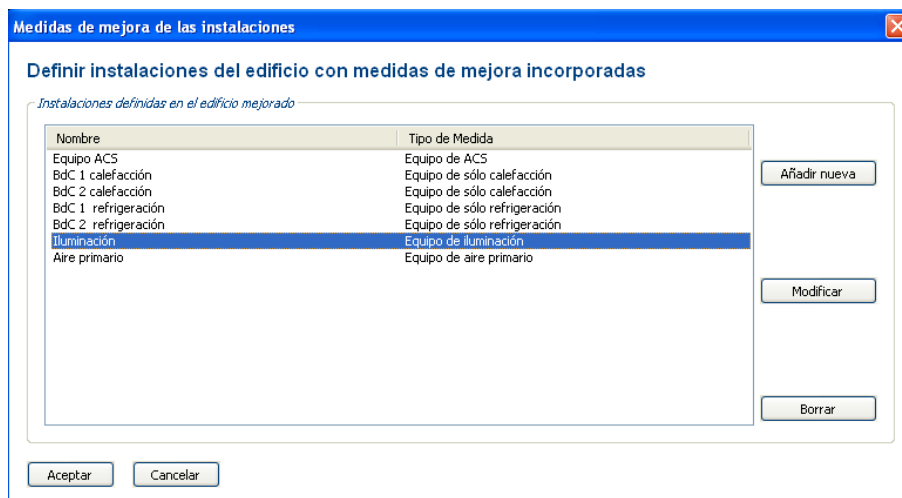 Medidas de mejora de las instalaciones
Definir instalaciones del edificio con medidas de mejora incorporadas
Instalaciones definidas en el edificio mejorado
Nombre Tipo de Medida
Equipo ACS Equipo de ACS
BdC 1 calefacción Equipo de sólo calefacción
BdC 2 calefacción Equipo de sólo calefacción
BdC 1 refrigeración Equipo de sólo refrigeración
BdC 2 refrigeración Equipo de sólo refrigeración
Iluminación Equipo de iluminación
Aire primario Equipo de aire primario
Añadir nueva
Modificar
Borrar
Aceptar Cancelar